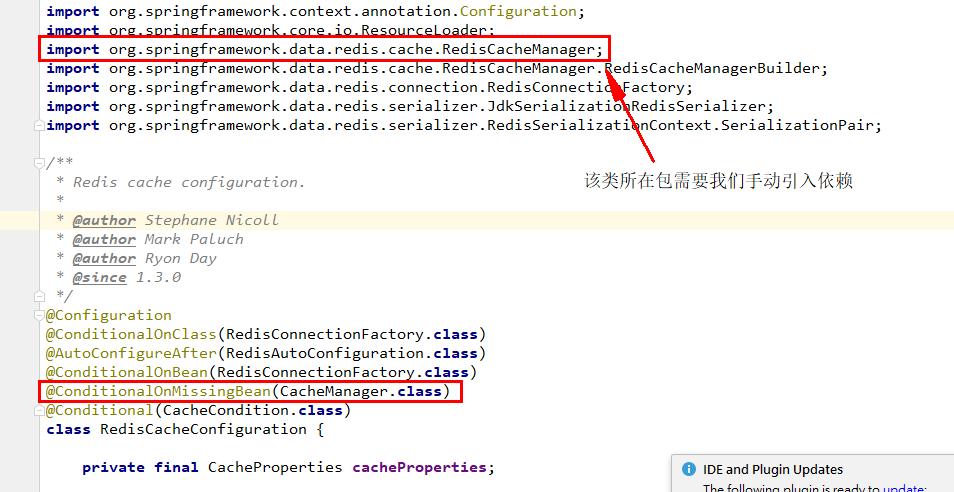 import org.springframework.context.annotation.Configuration;
import org.springframework.core.io.ResourceLoader;
import org.springframework.data.redis.cache.RedisCacheManager;
import org.springframework.data.redis.cache.RedisCacheManager.RedisCacheManagerBuilder;
import org.springframework.data.redis.connection.RedisConnectionFactory;
import org.springframework.data.redis.serializer.JdkSerializationRedisSerializer;
import org.springframework.data.redis.serializer.RedisSerializationContext.SerializationPair;
/**
* Redis cache configuration.
该类所在包需要我们手动引入依赖
*
* @author Stephane Nicoll
* @author Mark Paluch
* @author Ryon Day
* @since 1.3.0
*/
@Configuration
@ConditionalOnClass(RedisConnectionFactory.class)
@AutoConfigureAfter(RedisAutoConfiguration.class)
@ConditionalOnBean(RedisConnectionFactory.class)
@ConditionalOnMissingBean(CacheManager.class)
@Conditional(CacheCondition.class)
class RedisCacheConfiguration {
private final CacheProperties cacheProperties;
IDE and Plugin Updates
The following plugin is ready to update: